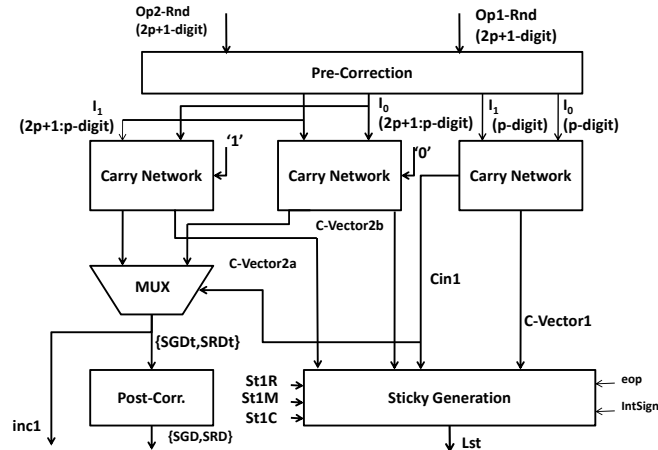 Op2-Rnd
(2p+1-digit)
Op1-Rnd
(2p+1-digit)
Pre-Correction
I1
(2p+1:p-digit)
I0
(2p+1:p-digit)
I1
(p-digit)
I0
(p-digit)
'1'
'0'
Carry Network
Carry Network
Carry Network
C-Vector2b
C-Vector2a
MUX
Cin1
C-Vector1
{SGDt,SRDt}
inc1
Post-Corr.
St1R
St1M
St1C
Sticky Generation
eop
IntSign
{SGD,SRD}
Lst